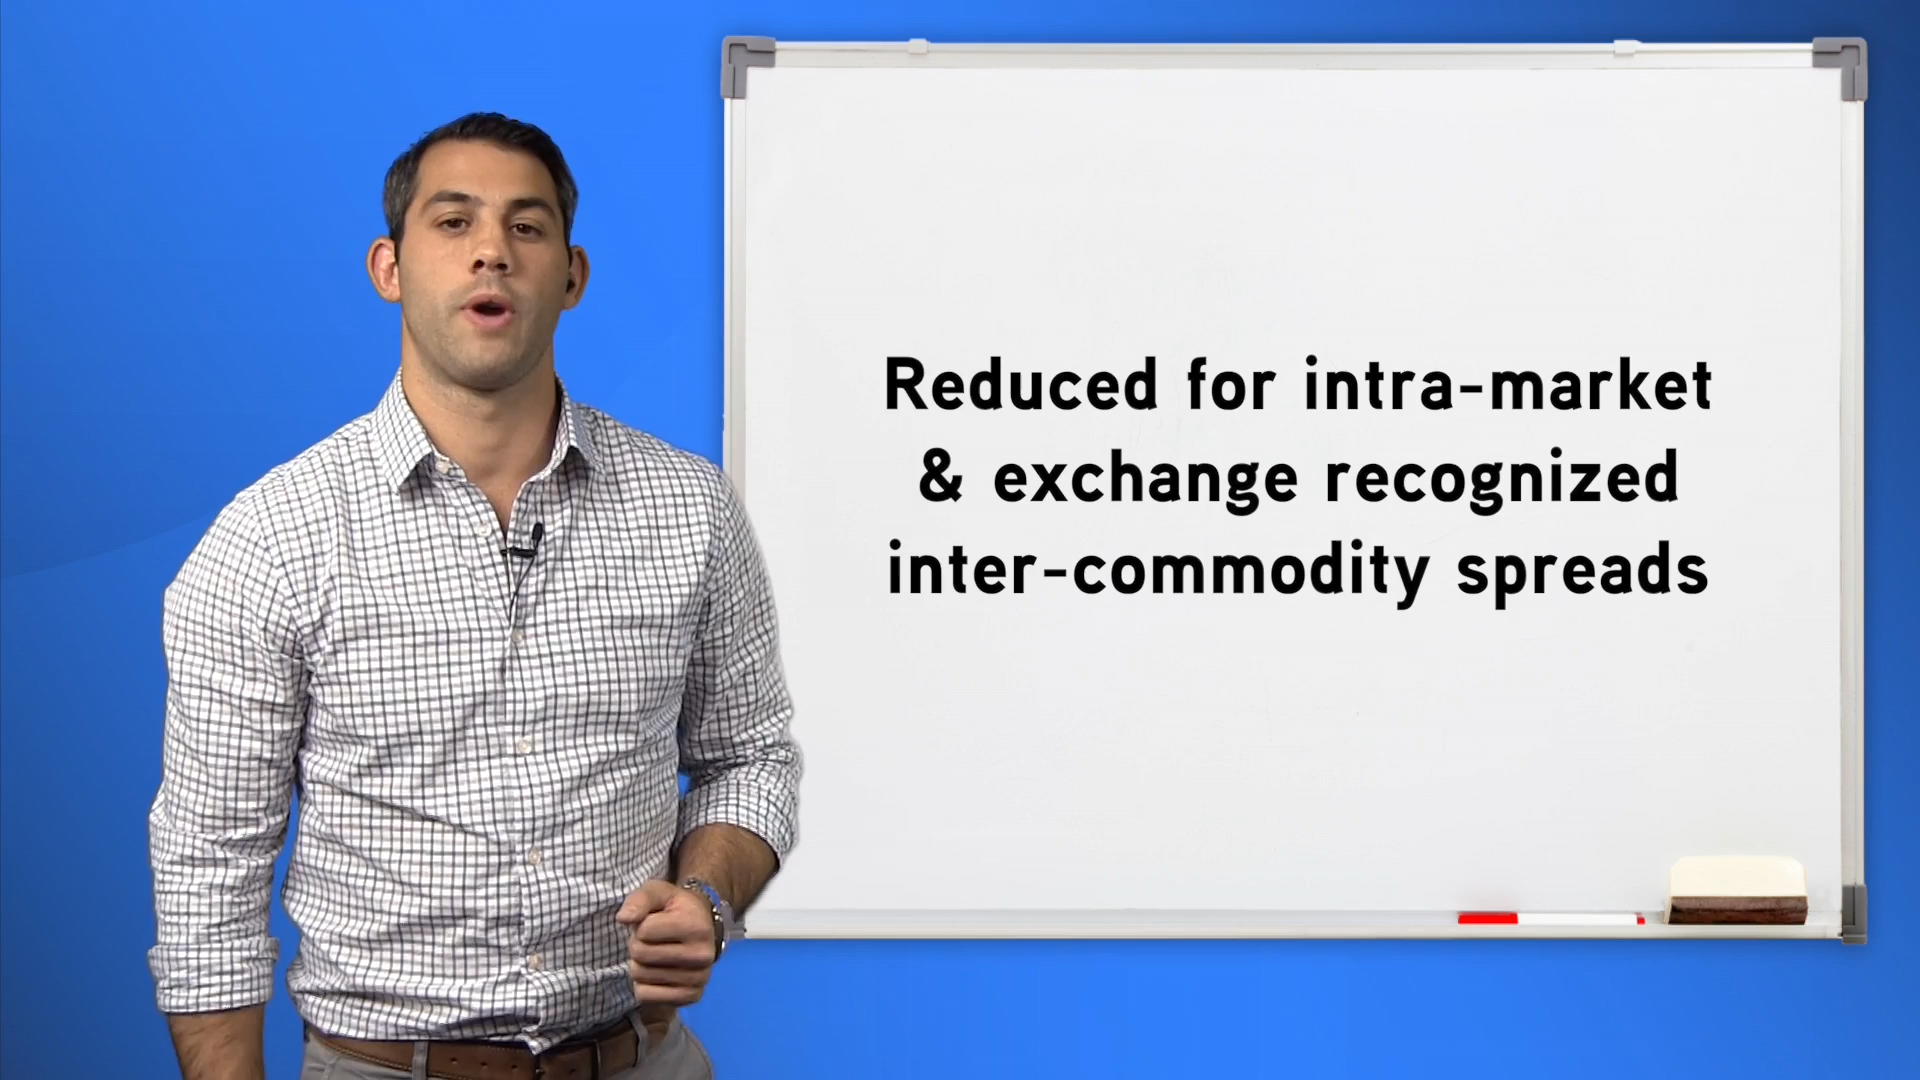 Reduced for intra-market
& exchange recognized
inter-commodity spreads